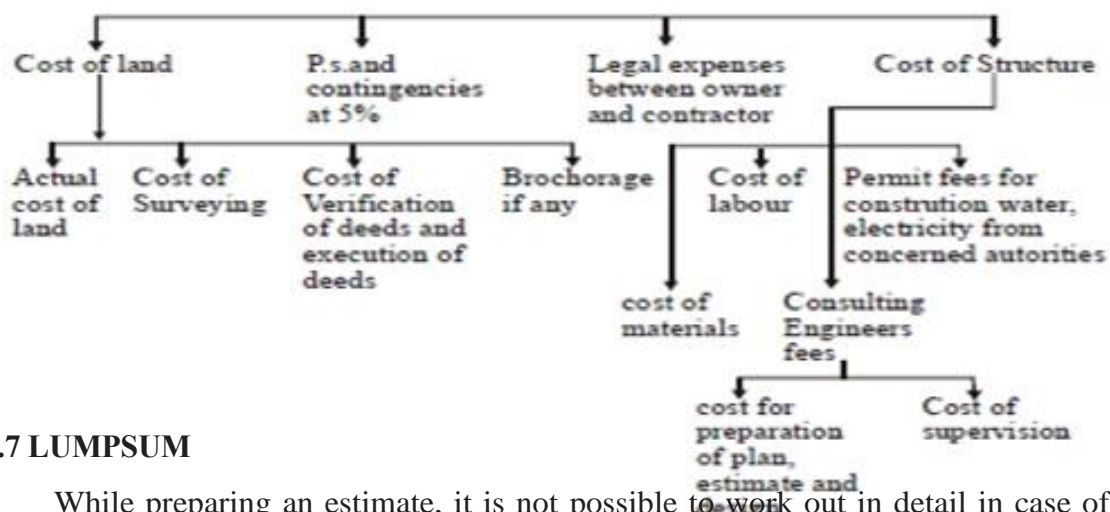 Cost of land
P.s.and
contingencies
at 5%
Legal expenses
between owner
and contractor
Cost of Structure
Actual
cost of
land
Cost of
Surveying
Cost of
Verification
of deeds and
execution of
deeds
Brochorage
if any
Cost of
labour
Permit fees for
constrution water,
electricity from
concerned autorities
cost of
materials
Consulting
Engineers
fees
cost for
preparation
of plan,
estimate and
Cost of
supervision
.7 LUMPSUM
While preparing an estimate, it is not possible to work out in detail in case of